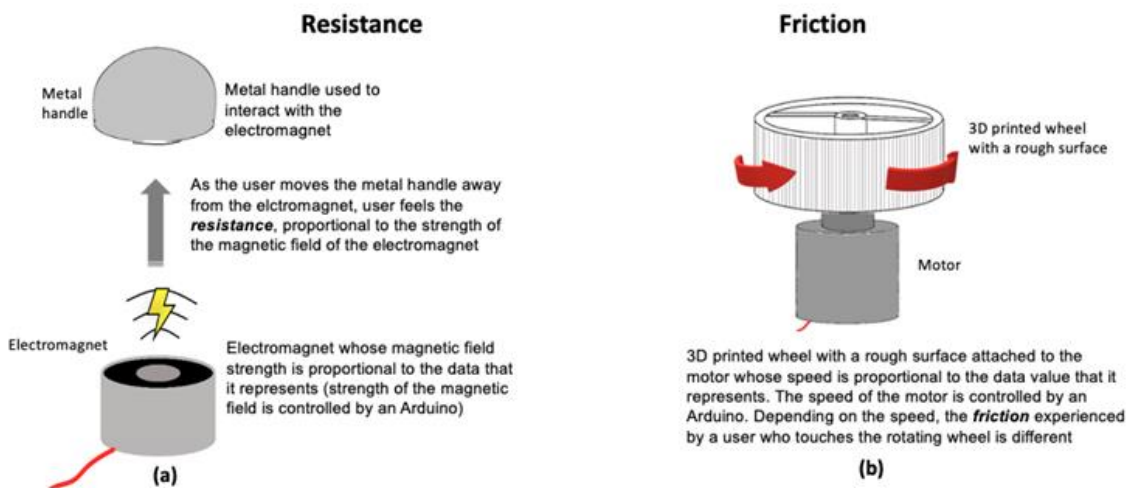 Resistance
Metal
handle
Metal handle used to
interact with the
electromagnet
As the user moves the metal handle away
from the elctromagnet, user feels the
resistance, proportional to the strength of
the magnetic field of the electromagnet
Electromagnet
Electromagnet whose magnetic field
strength is proportional to the data that
it represents (strength of the magnetic
field is controlled by an Arduino)
(a)
Friction
3D printed wheel
with a rough surface
Motor
3D printed wheel with a rough surface attached to the
motor whose speed is proportional to the data value that it
represents. The speed of the motor is controlled by an
Arduino. Depending on the speed, the friction experienced
by a user who touches the rotating wheel is different
(b)